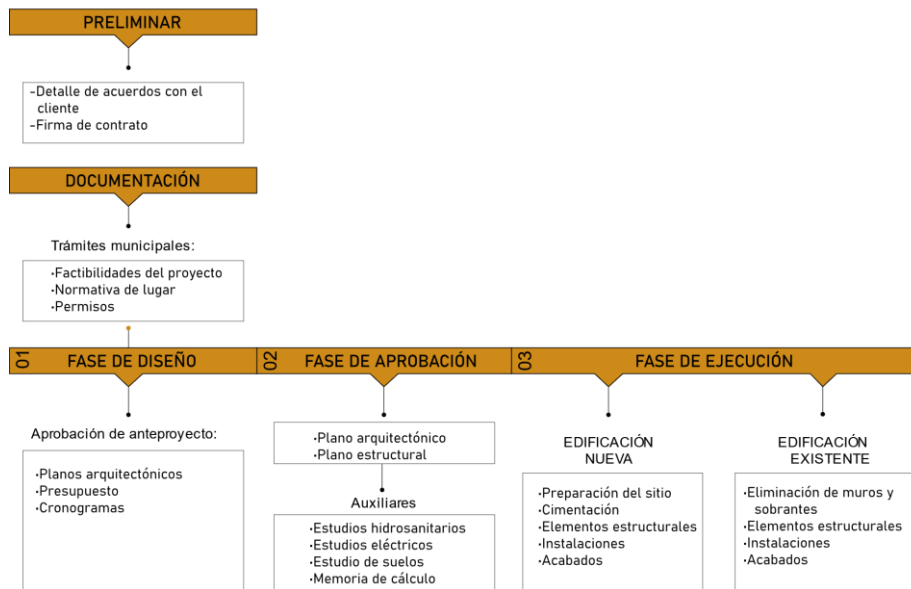 PRELIMINAR
-Detalle de acuerdos con el
cliente
-Firma de contrato
DOCUMENTACIÓN
Trámites municipales:
·Factibilidades del proyecto
·Normativa de lugar
·Permisos
01 FASE DE DISEÑO
Aprobación de anteproyecto:
·Planos arquitectónicos
·Presupuesto
·Cronogramas
02 FASE DE APROBACIÓN
·Plano arquitectónico
·Plano estructural
Auxiliares
·Estudios hidrosanitarios
·Estudios eléctricos
·Estudio de suelos
·Memoria de cálculo
03 FASE DE EJECUCIÓN
EDIFICACIÓN
NUEVA
·Preparación del sitio
·Cimentación
·Elementos estructurales
·Instalaciones
·Acabados
EDIFICACIÓN
EXISTENTE
·Eliminación de muros y
sobrantes
·Elementos estructurales
·Instalaciones
·Acabados